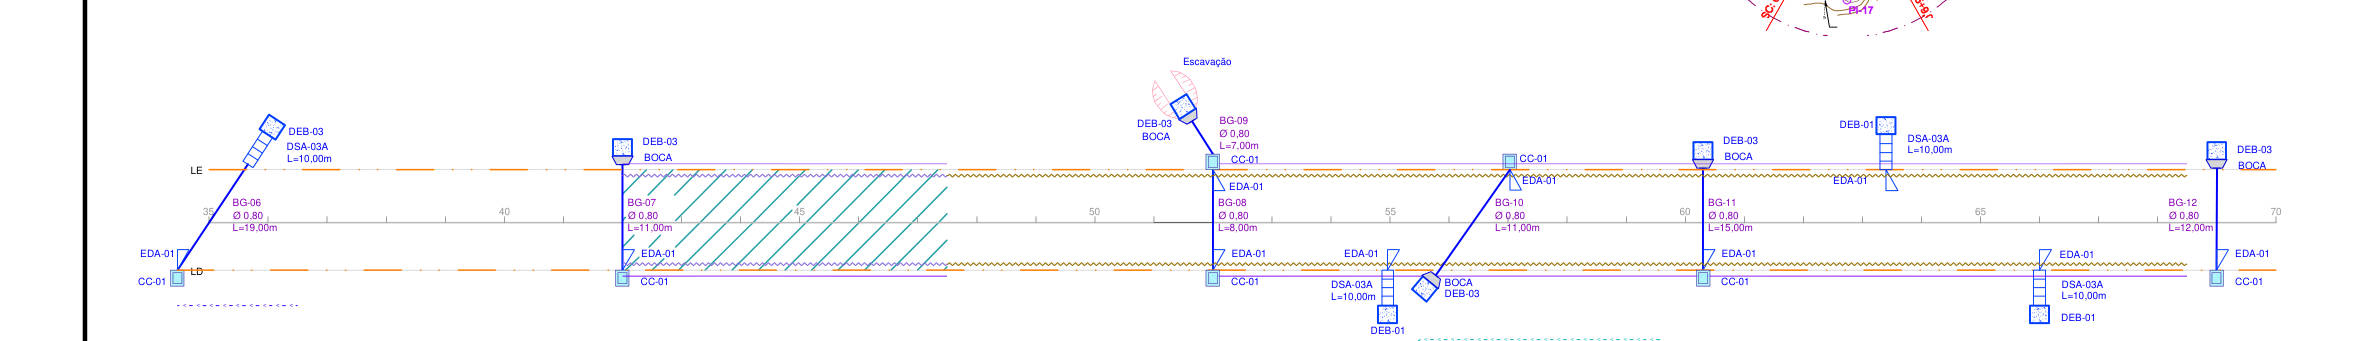 PI-17
Escavação
DEB-03
DSA-03A
L=10,00m
DEB-03
BOCA
DEB-03
BOCA
BG-09
Ø 0,80
L=7,00m
CC-01
CC-01
DEB-03
BOCA
DEB-01
DSA-03A
L=10,00m
DEB-03
BOCA
LE
EDA-01
EDA-01
EDA-01
35
40
45
50
55
60
65
70
BG-06
Ø 0,80
L=19,00m
BG-07
Ø 0,80
L=11,00m
BG-08
Ø 0,80
L=8,00m
BG-10
Ø 0,80
L=11,00m
BG-11
Ø 0,80
L=15,00m
BG-12
Ø 0,80
L=12,00m
EDA-01
EDA-01
EDA-01
EDA-01
EDA-01
EDA-01
EDA-01
LD
CC-01
CC-01
CC-01
DSA-03A
L=10,00m
DEB-01
BOCA
DEB-03
CC-01
DSA-03A
L=10,00m
DEB-01
CC-01